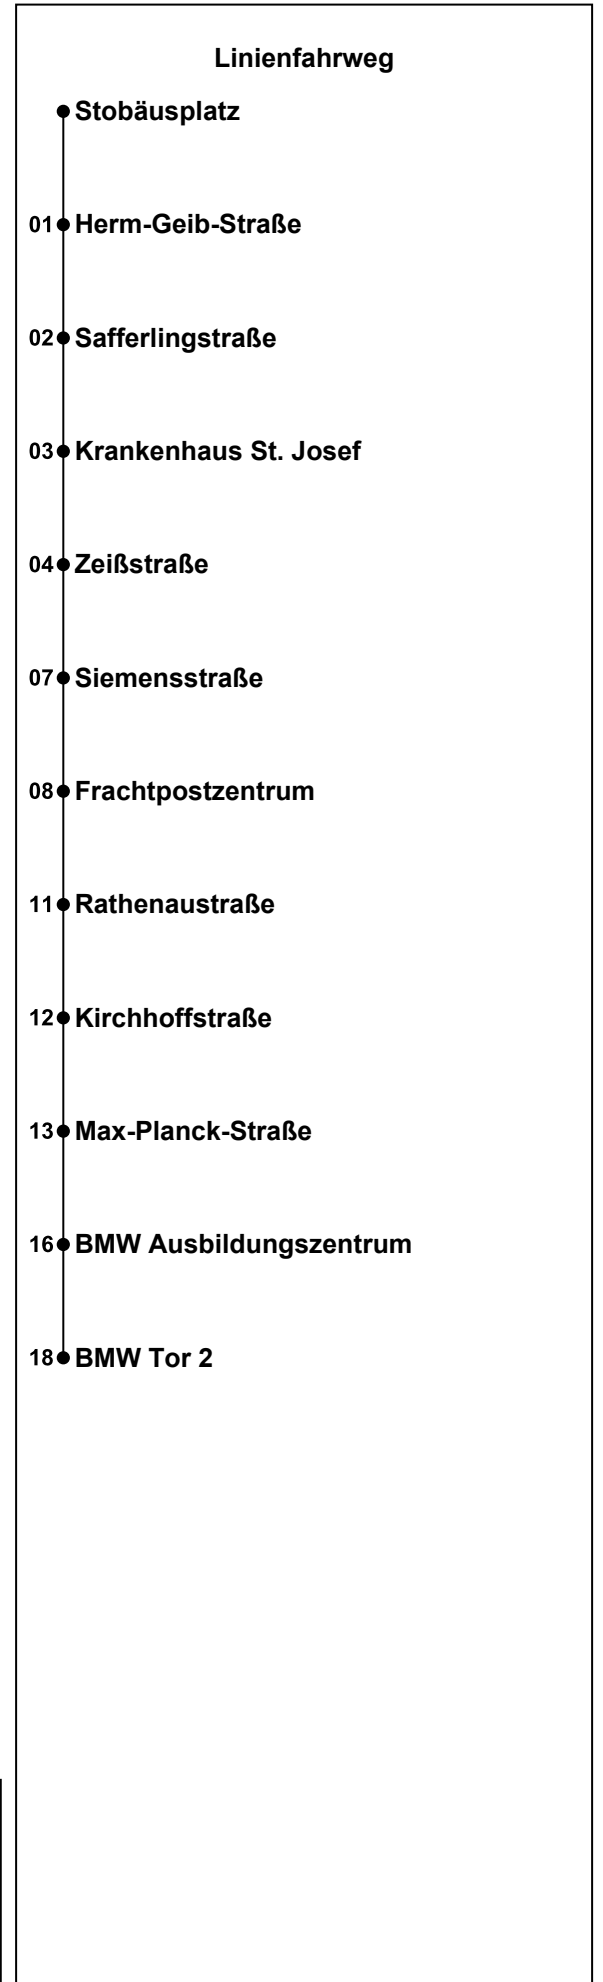 Linienfahrweg
Stobäusplatz
01 Herm-Geib-Straße
02 Safferlingstraße
03 Krankenhaus St. Josef
04 Zeißstraße
07 Siemensstraße
08 Frachtpostzentrum
11 Rathenaustraße
12 Kirchhoffstraße
13 Max-Planck-Straße
16 BMW Ausbildungszentrum
18 BMW Tor 2